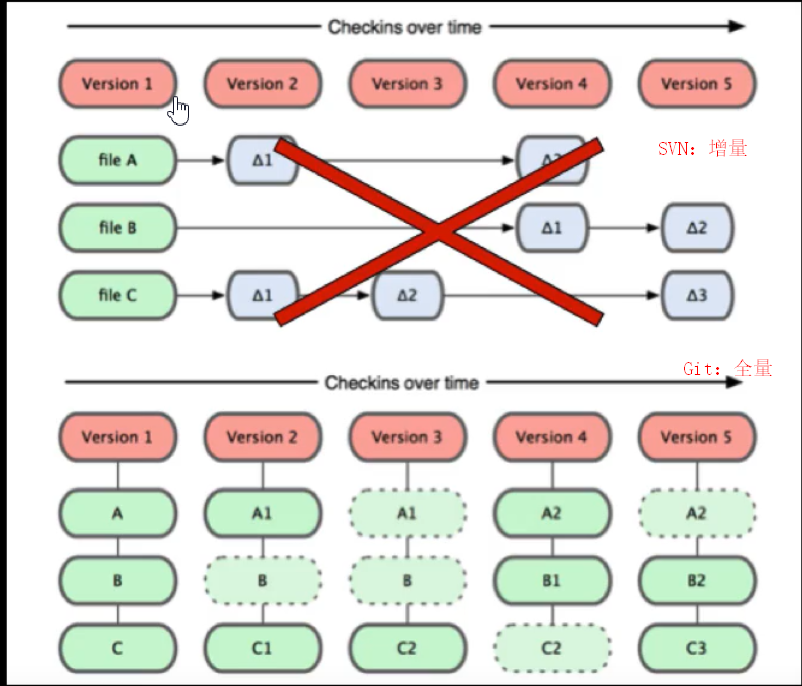 Checkins over time
Version 1 Version 2 Version 3 Version 4 Version 5
SVN：增量
file A Δ1 Δ2
file B Δ1 Δ2
file C Δ1 Δ2 Δ3
Git：全量
Checkins over time
Version 1 Version 2 Version 3 Version 4 Version 5
A A1 A1 A2 A2
B B B B1 B2
C C1 C2 C2 C3